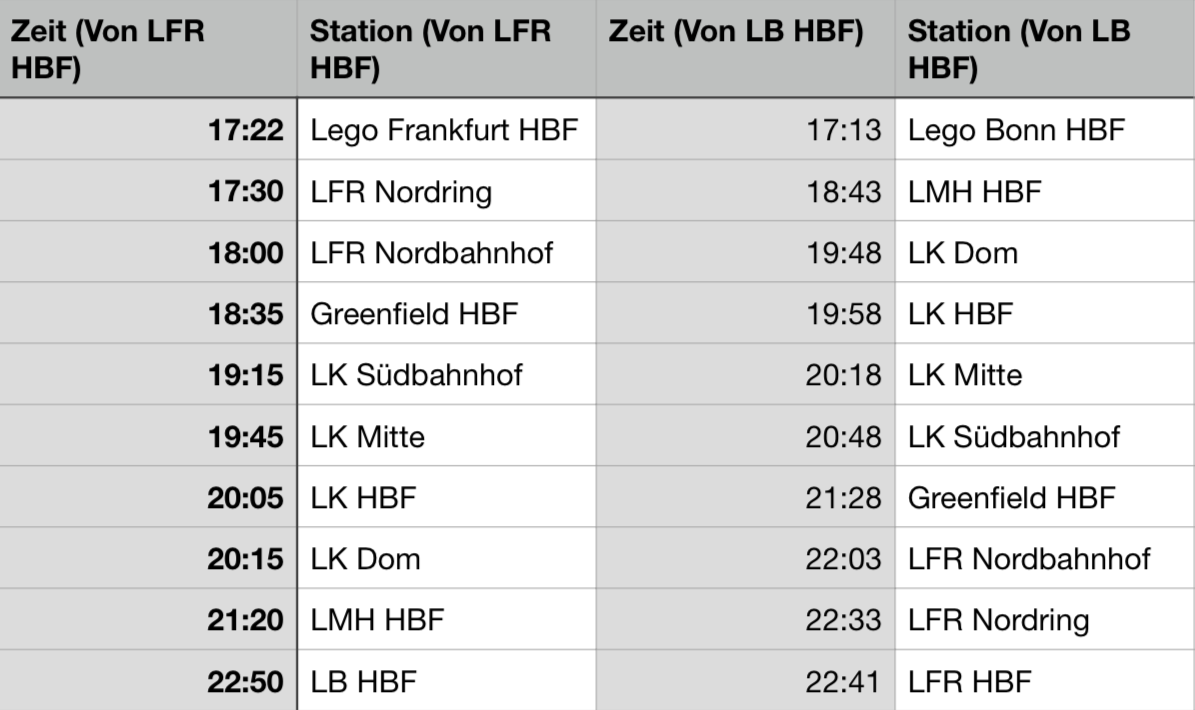 Zeit (Von LFR HBF) Station (Von LFR HBF) Zeit (Von LB HBF) Station (Von LB HBF)
17:22 Lego Frankfurt HBF 17:13 Lego Bonn HBF
17:30 LFR Nordring 18:43 LMH HBF
18:00 LFR Nordbahnhof 19:48 LK Dom
18:35 Greenfield HBF 19:58 LK HBF
19:15 LK Südbahnhof 20:18 LK Mitte
19:45 LK Mitte 20:48 LK Südbahnhof
20:05 LK HBF 21:28 Greenfield HBF
20:15 LK Dom 22:03 LFR Nordbahnhof
21:20 LMH HBF 22:33 LFR Nordring
22:50 LB HBF 22:41 LFR HBF